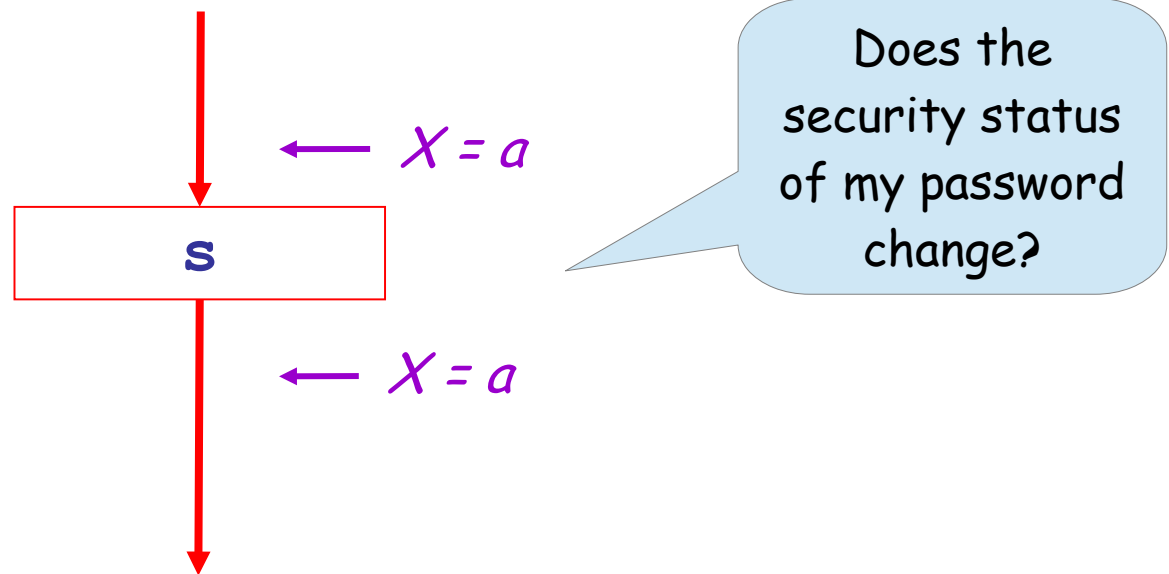 X = a
s
X = a
Does the
security status
of my password
change?